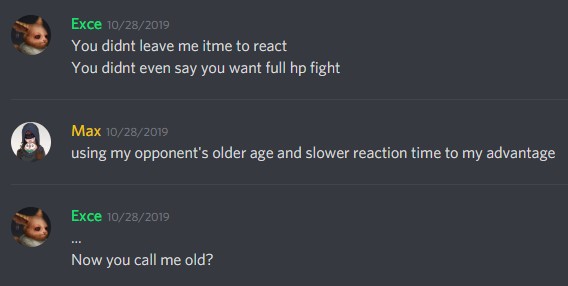 Exce 10/28/2019
You didnt leave me itme to react
You didnt even say you want full hp fight
Max 10/28/2019
using my opponent's older age and slower reaction time to my advantage
Exce 10/28/2019
...
Now you call me old?